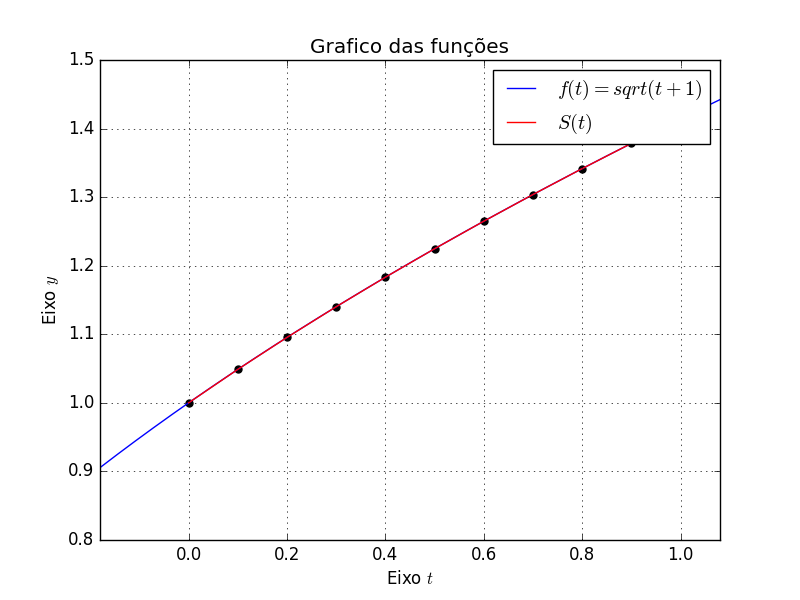 Grafico das funções
f(t) = sqrt(t + 1)
S(t)
1.5
1.4
1.3
1.2
1.1
1.0
0.9
0.8
Eixo y
0.0 0.2 0.4 0.6 0.8 1.0
Eixo t